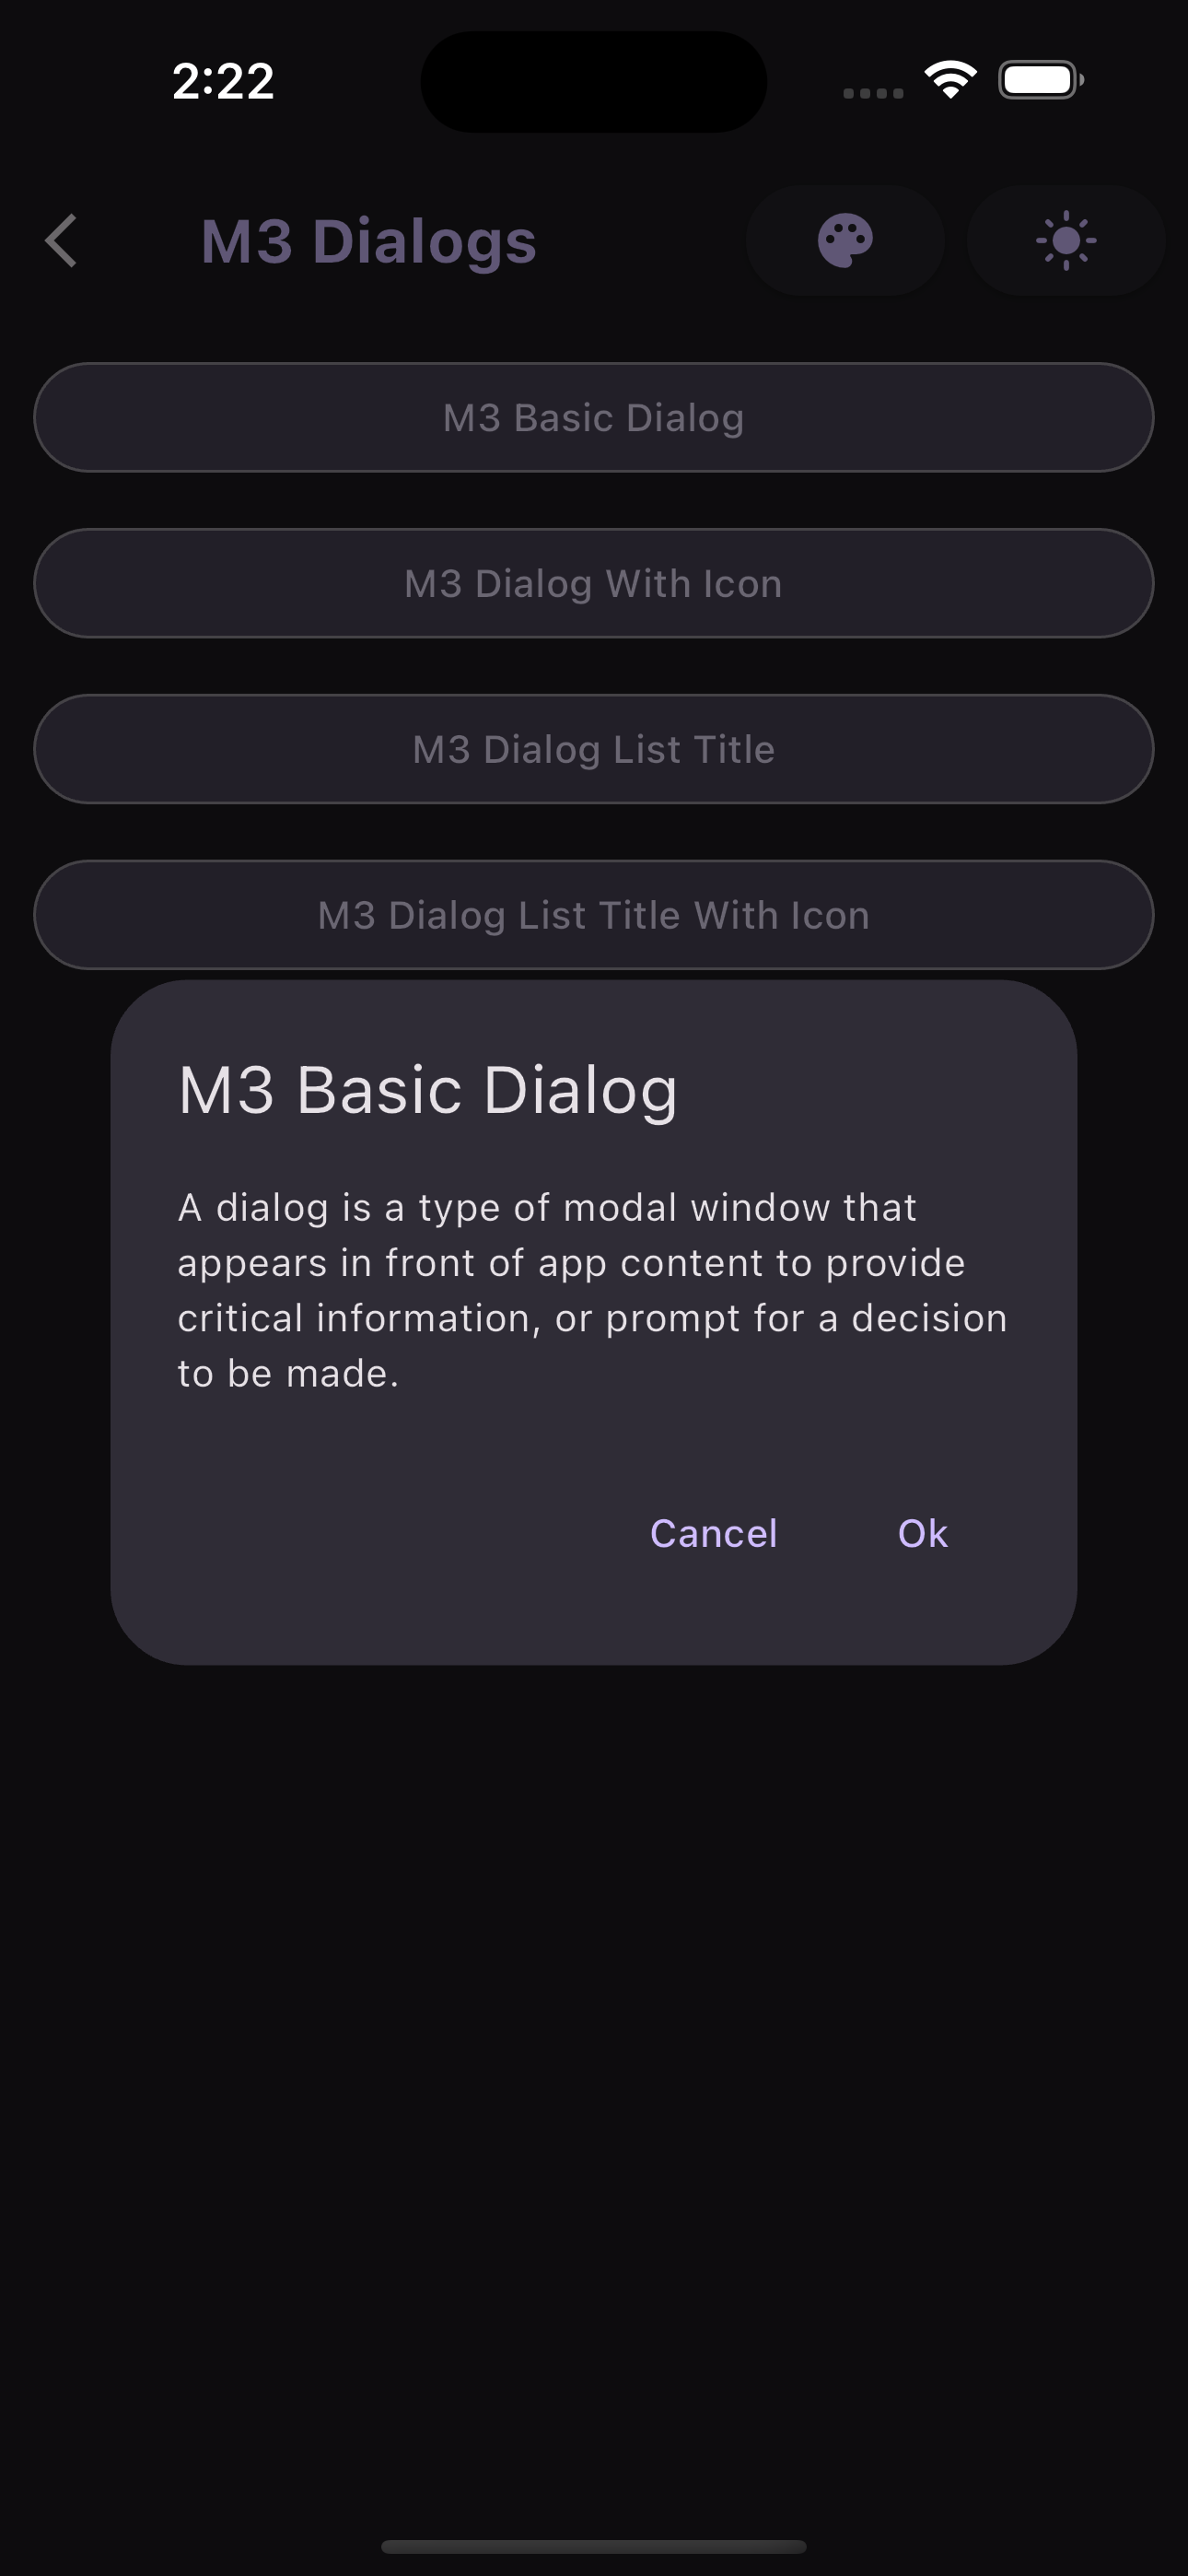 2:22
M3 Dialogs
M3 Basic Dialog
M3 Dialog With Icon
M3 Dialog List Title
M3 Dialog List Title With Icon
M3 Basic Dialog
A dialog is a type of modal window that
appears in front of app content to provide
critical information, or prompt for a decision
to be made.
Cancel Ok